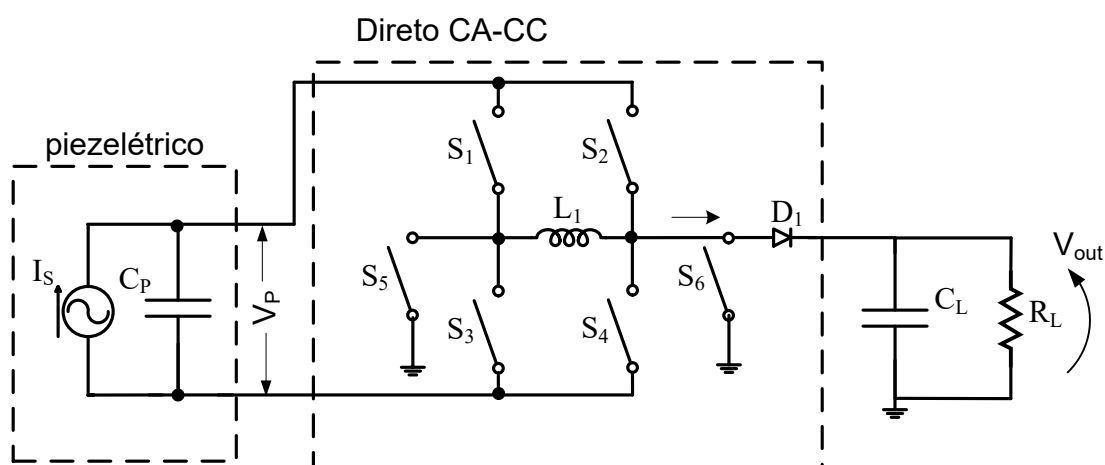 Direto CA-CC
piezelétrico
S1
S2
L1
D1
IS
CP
VP
S5
S3
S4
S6
CL
RL
Vout